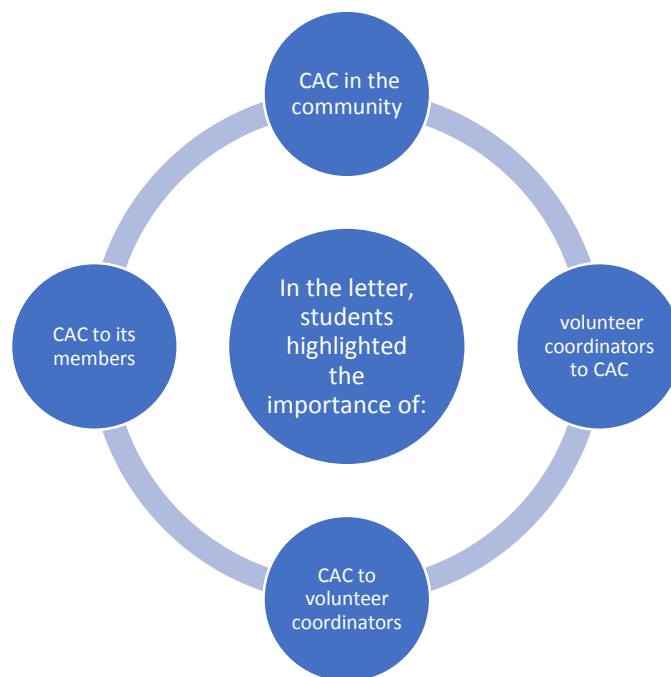 CAC in the
community
In the letter,
students
highlighted
the
importance of:
CAC to its
members
volunteer
coordinators
to CAC
CAC to
volunteer
coordinators